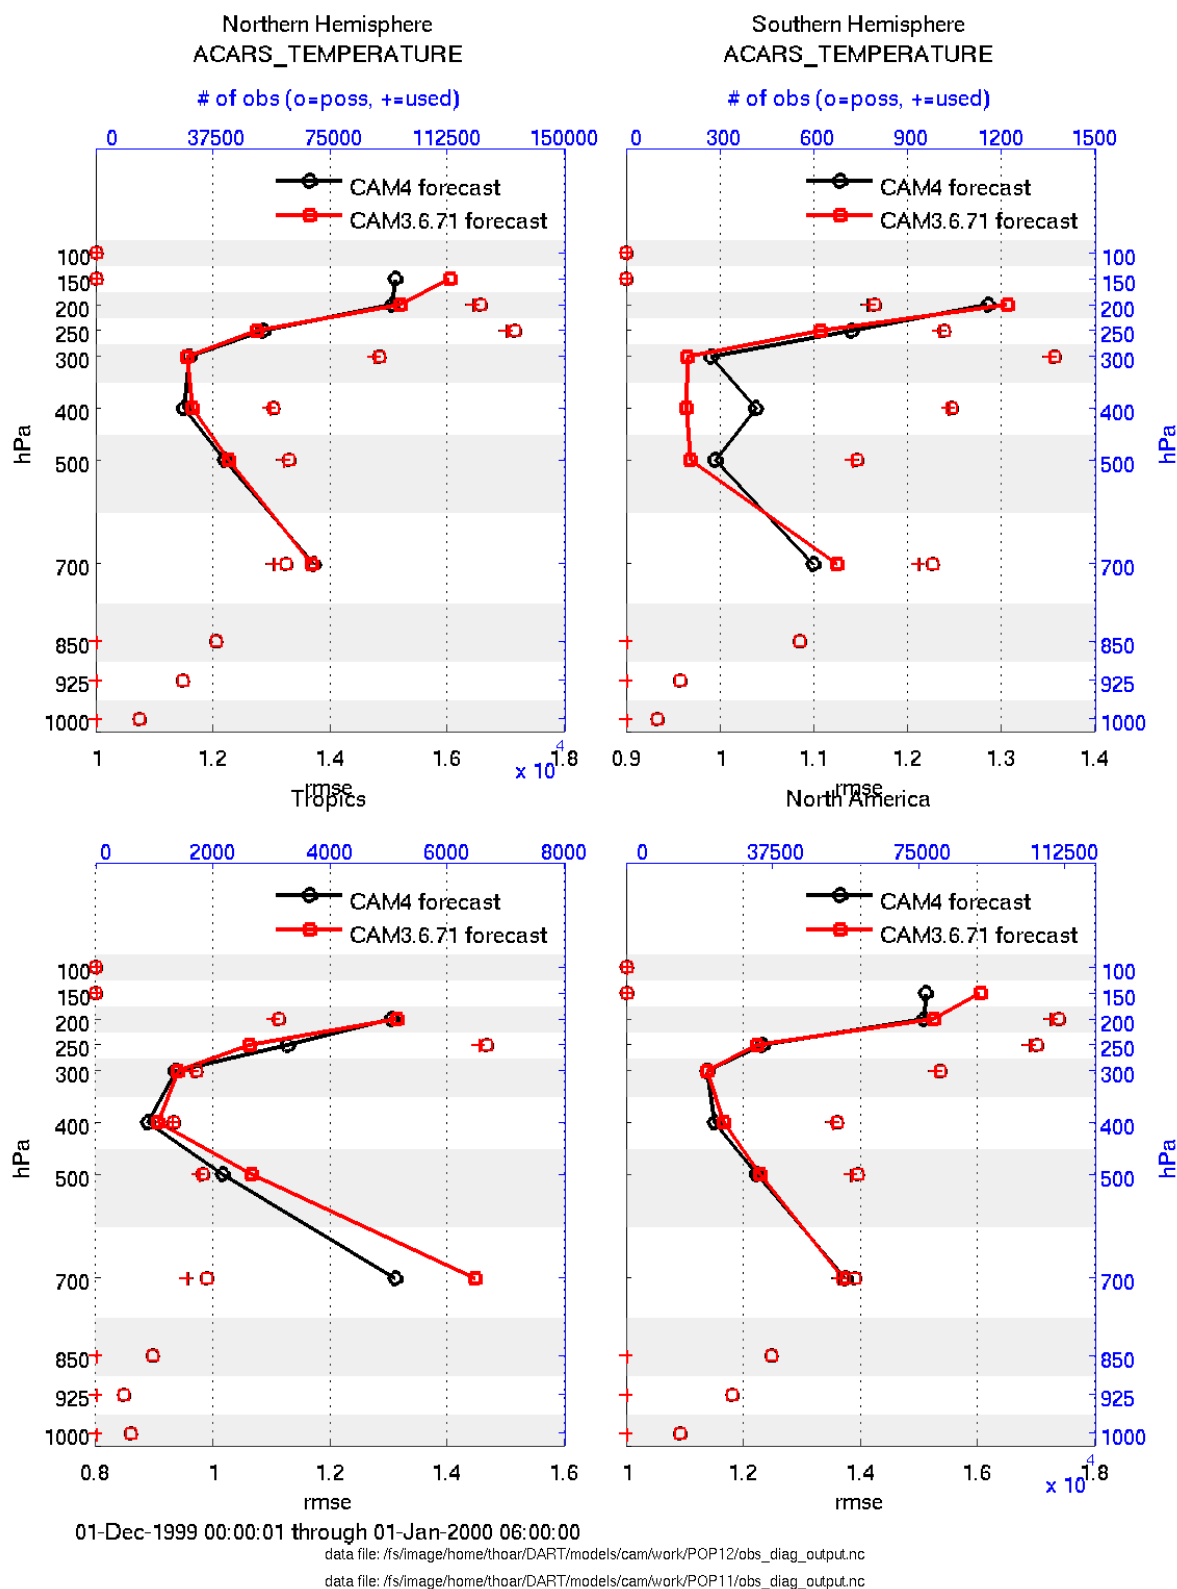 Northern Hemisphere
ACARS_TEMPERATURE
# of obs (o=poss, +=used)
0 37500 75000 112500 150000
CAM4 forecast
CAM3.6.71 forecast
100
150
200
250
300
400
500
700
850
925
1000
hPa
1 1.2 1.4 1.6 1.8
x 10^4
rmse
Southern Hemisphere
ACARS_TEMPERATURE
# of obs (o=poss, +=used)
0 300 600 900 1200 1500
CAM4 forecast
CAM3.6.71 forecast
100
150
200
250
300
400
500
700
850
925
1000
hPa
0.9 1 1.1 1.2 1.3 1.4
rmse
Tropics
0 2000 4000 6000 8000
CAM4 forecast
CAM3.6.71 forecast
100
150
200
250
300
400
500
700
850
925
1000
hPa
0.8 1 1.2 1.4 1.6
rmse
North America
0 37500 75000 112500
CAM4 forecast
CAM3.6.71 forecast
100
150
200
250
300
400
500
700
850
925
1000
hPa
1 1.2 1.4 1.6 1.8
x 10^4
rmse
01-Dec-1999 00:00:01 through 01-Jan-2000 06:00:00
data file: /fs/image/home/thoar/DART/models/cam/work/POP12/obs_diag_output.nc
data file: /fs/image/home/thoar/DART/models/cam/work/POP11/obs_diag_output.nc